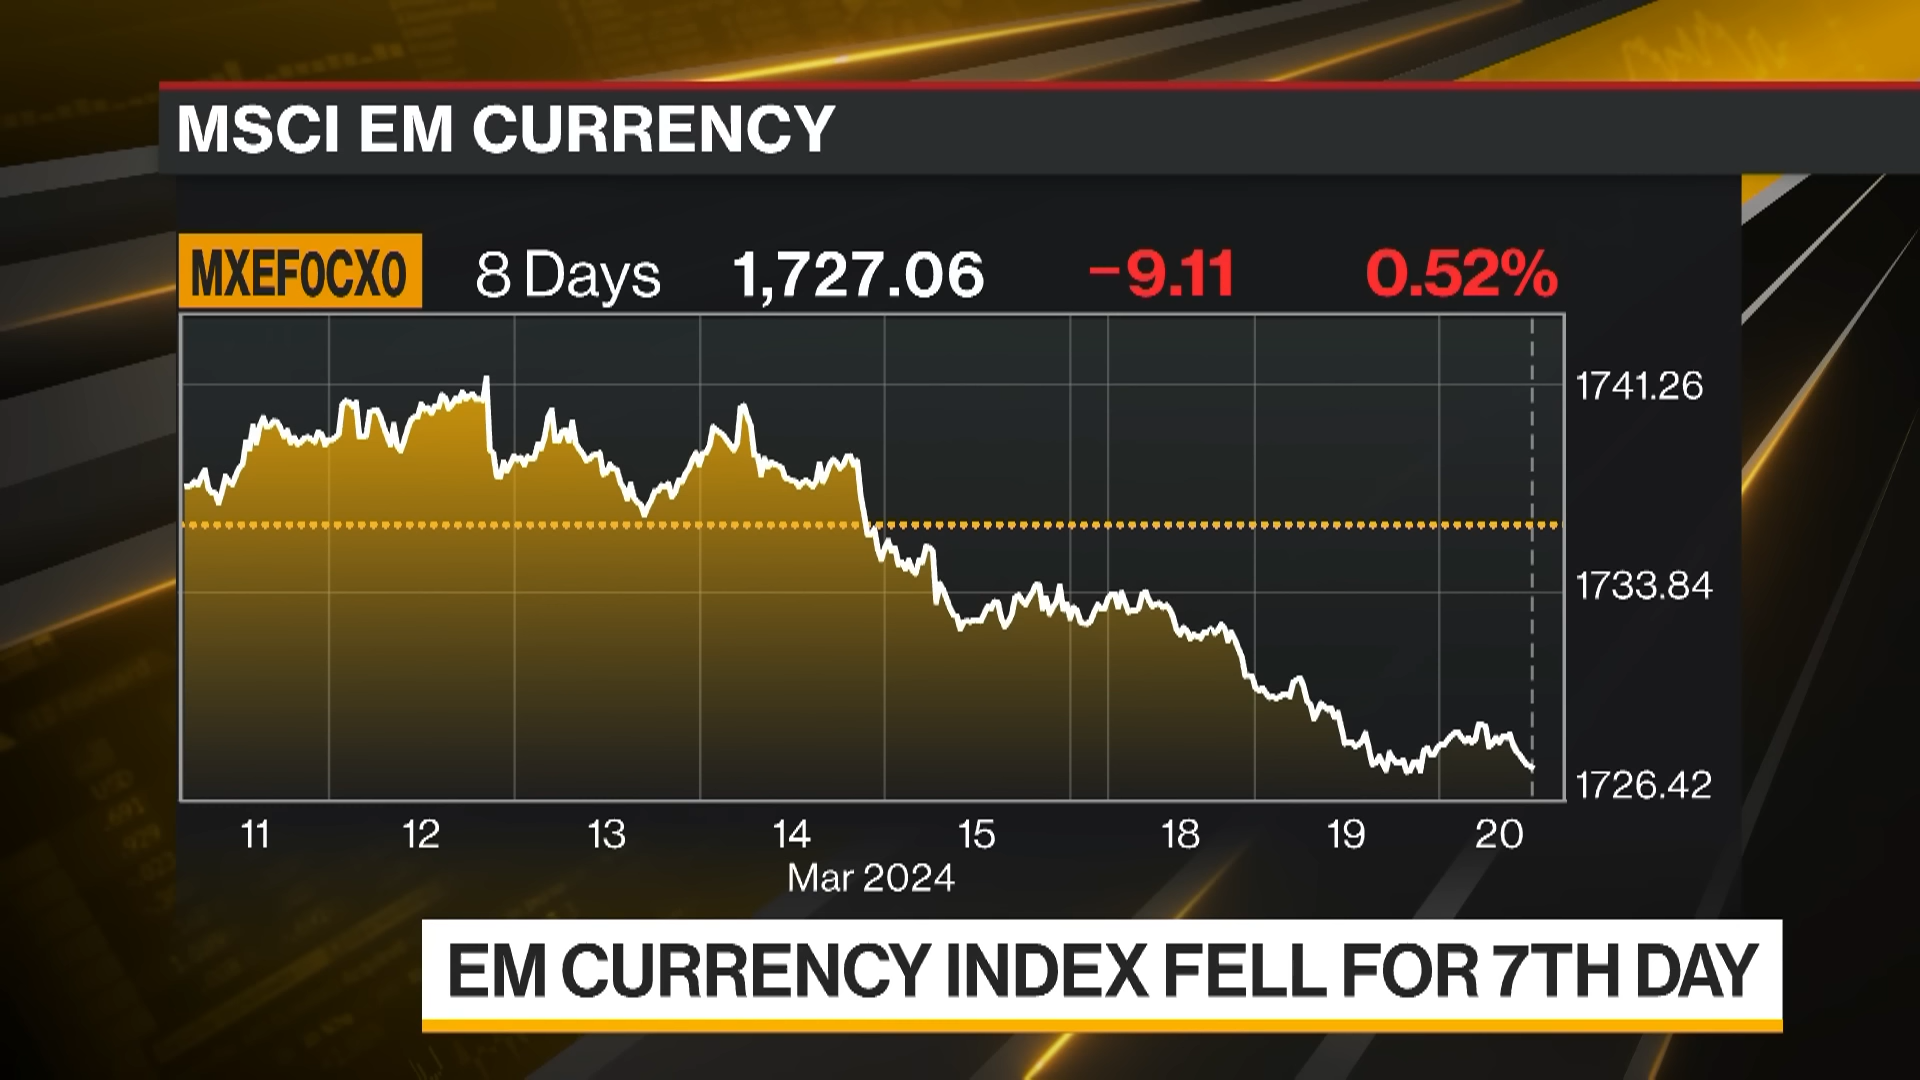 MSCI EM CURRENCY
MXEF0CX0 8 Days 1,727.06 −9.11 0.52%
1741.26
1733.84
1726.42
11 12 13 14 15 18 19 20
Mar 2024
EM CURRENCY INDEX FELL FOR 7TH DAY